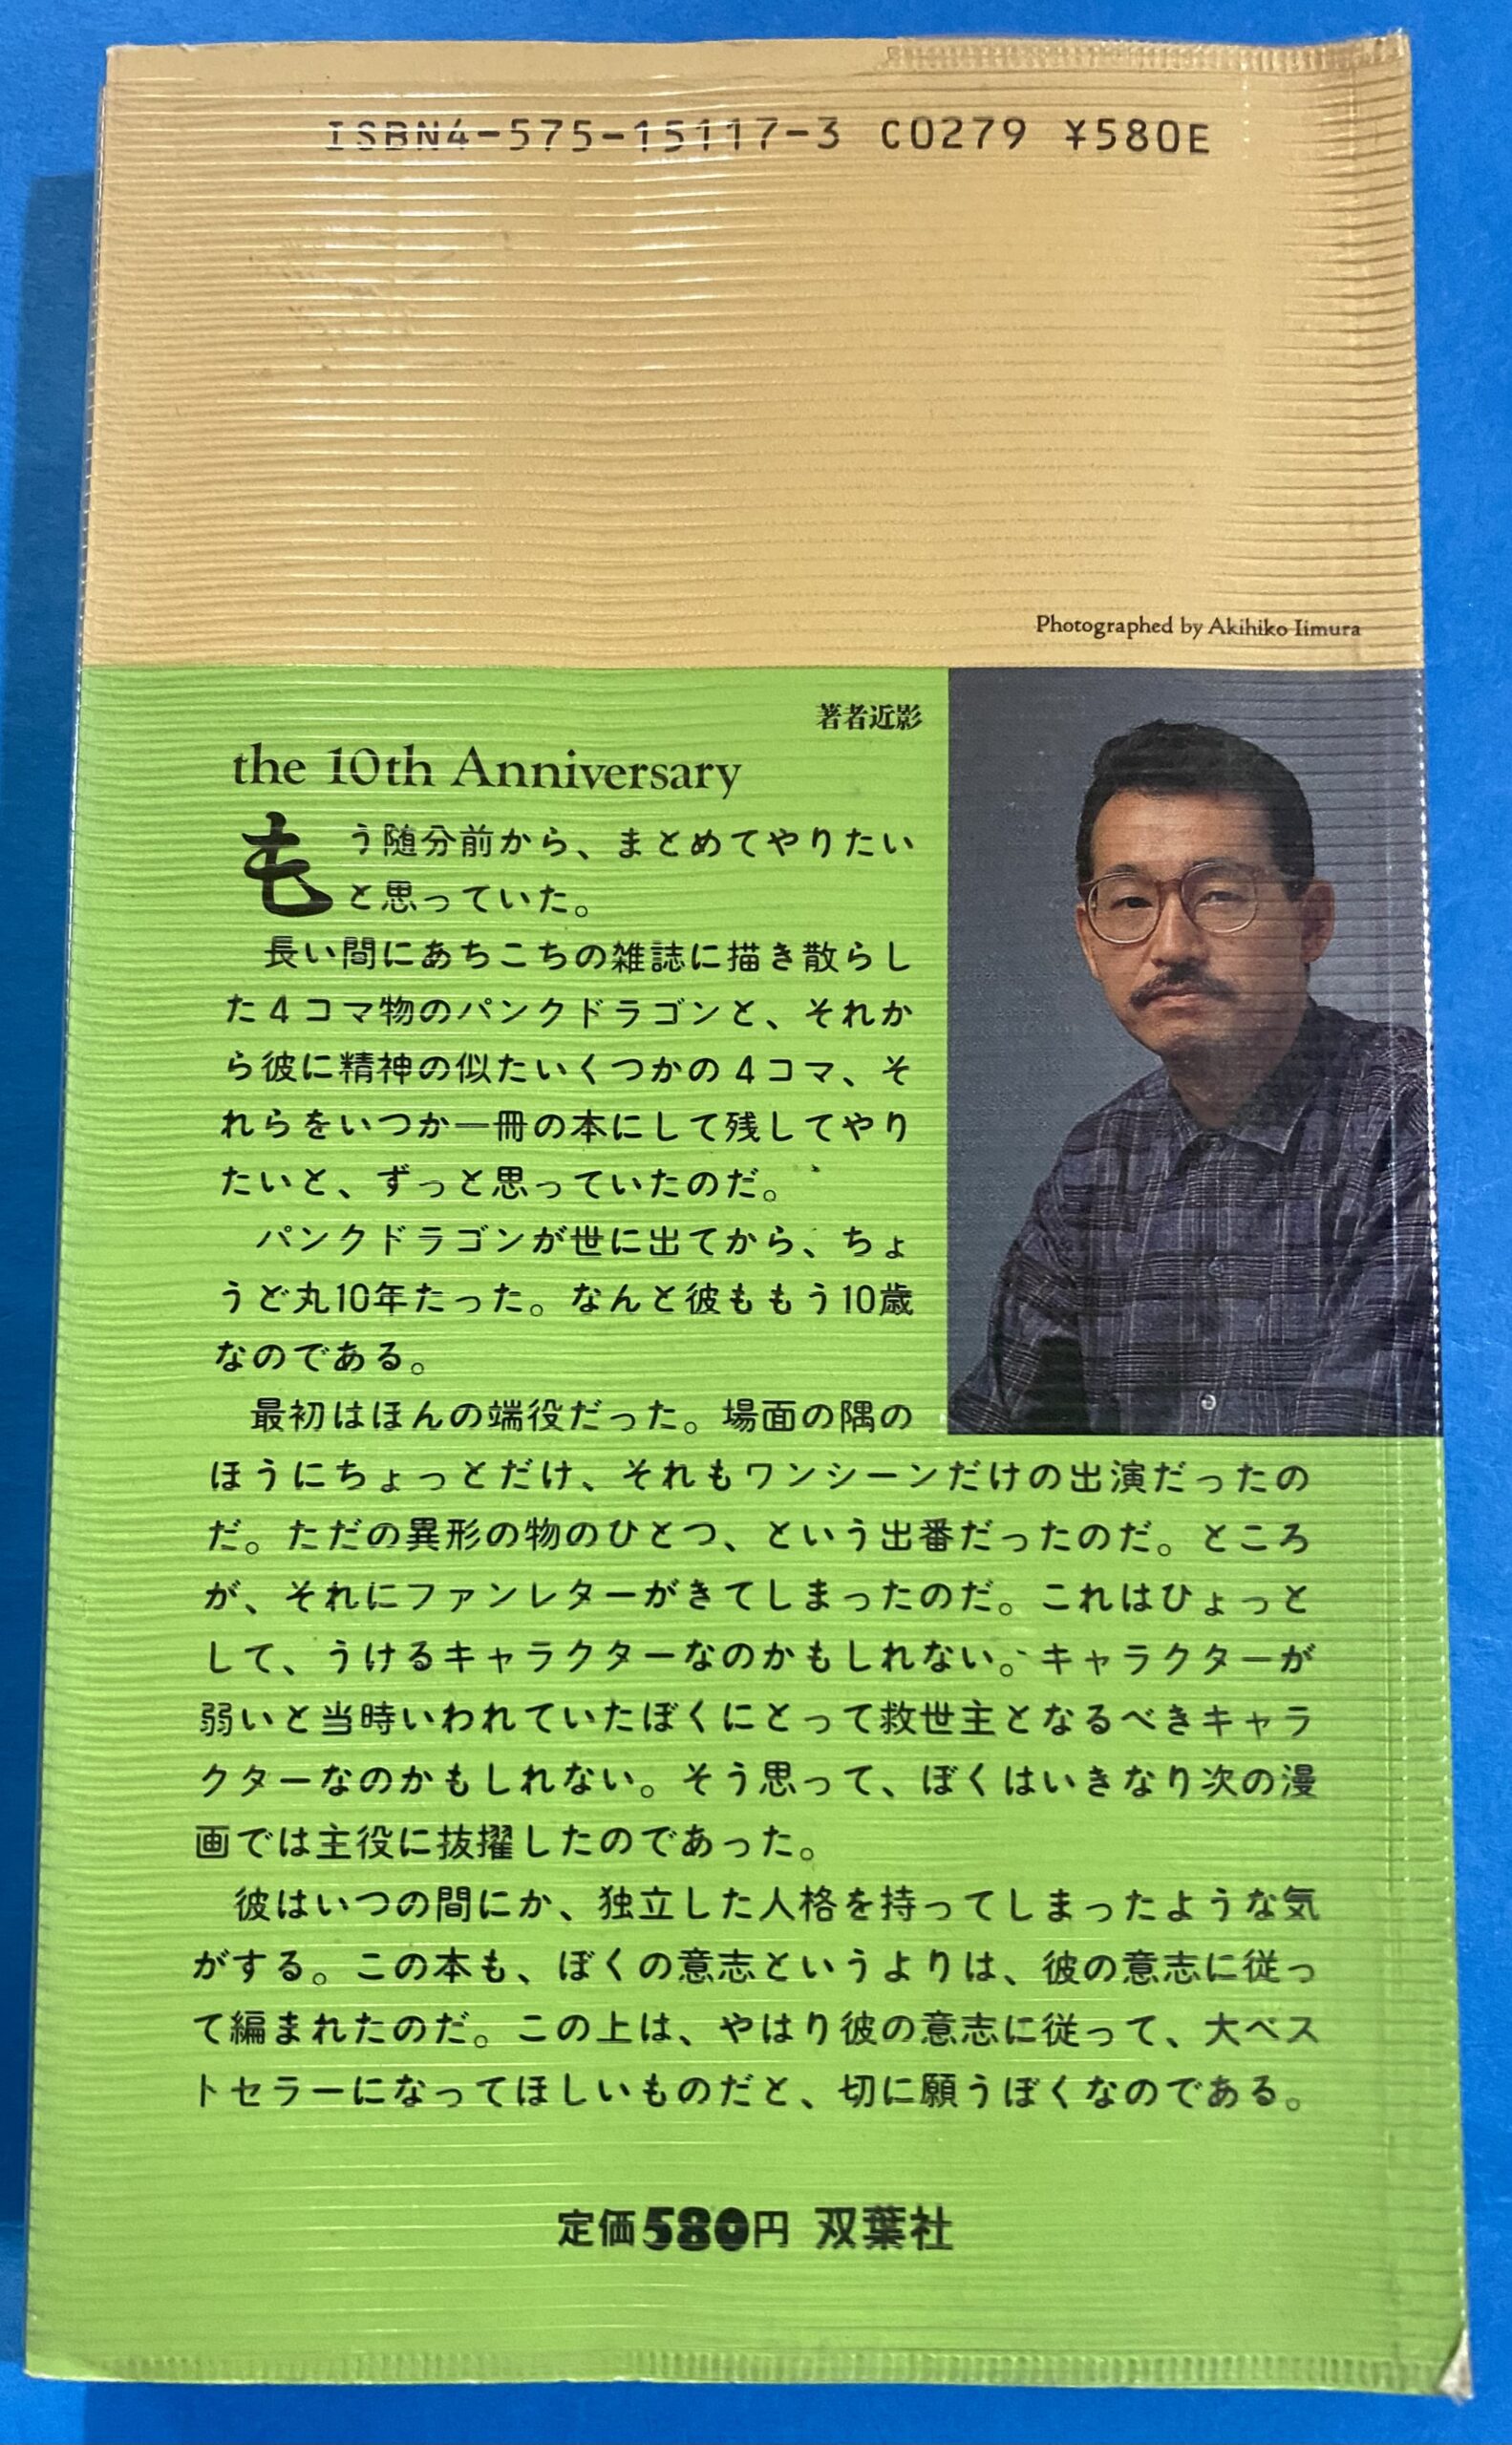 ISBN4-575-15117-3 C0279 ¥580E
Photographed by Akihiko Iimura
著者近影
the 10th Anniversary
もう随分前から、まとめてやりたい
と思っていた。
長い間にあちこちの雑誌に描き散らし
た4コマ物のパンクドラゴンと、それか
ら彼に精神の似たいくつかの4コマ、そ
れらをいつか一冊の本にして残してやり
たいと、ずっと思っていたのだ。
パンクドラゴンが世に出てから、ちょ
うど丸10年たった。なんと彼ももう10歳
なのである。
最初はほんの端役だった。場面の隅の
ほうにちょっとだけ、それもワンシーンだけの出演だったの
だ。ただの異形の物のひとつ、という出番だったのだ。ところ
が、それにファンレターがきてしまったのだ。これはひょっと
して、うけるキャラクターなのかもしれない。キャラクターが
弱いと当時いわれていたぼくにとって救世主となるべきキャラ
クターなのかもしれない。そう思って、ぼくはいきなり次の漫
画では主役に抜擢したのであった。
彼はいつの間にか、独立した人格を持ってしまったような気
がする。この本も、ぼくの意志というよりは、彼の意志に従っ
て編まれたのだ。この上は、やはり彼の意志に従って、大ベス
トセラーになってほしいものだと、切に願うぼくなのである。
定価580円 双葉社